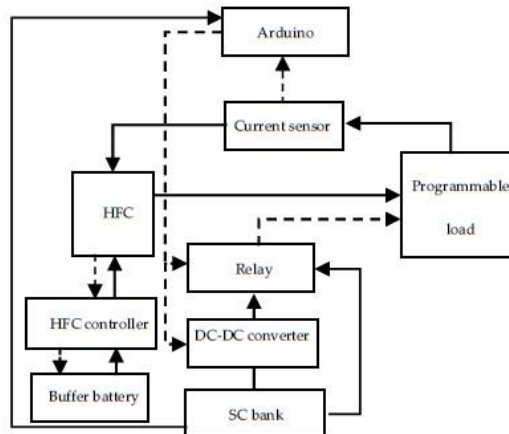 Arduino
Current sensor
Programmable
load
HFC
Relay
HFC controller
DC-DC converter
Buffer battery
SC bank